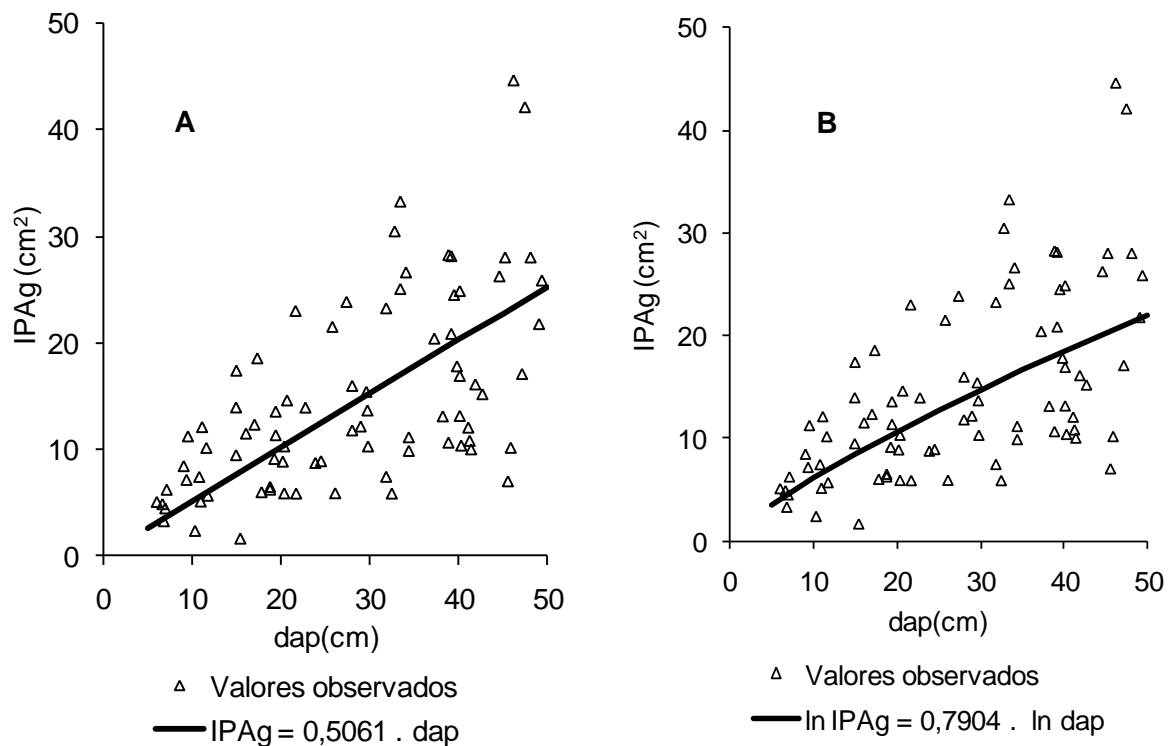 50
40
30
20
10
0
IPAg (cm²)
A
0 10 20 30 40 50
dap(cm)
△ Valores observados
IPAg = 0,5061 . dap
50
40
30
20
10
0
IPAg (cm²)
B
0 10 20 30 40 50
dap(cm)
△ Valores observados
ln IPAg = 0,7904 . ln dap